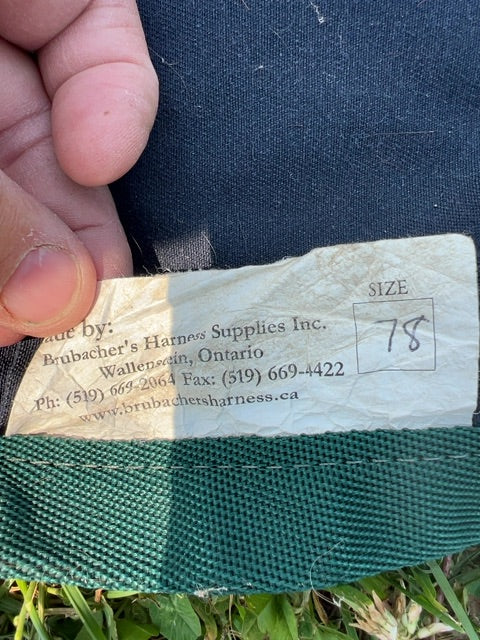 ade by:
SIZE
78
Brubacher's Harness Supplies Inc.
Wallenstein, Ontario
Ph: (519) 669-2064 Fax: (519) 669-4422
www.brubachersharness.ca